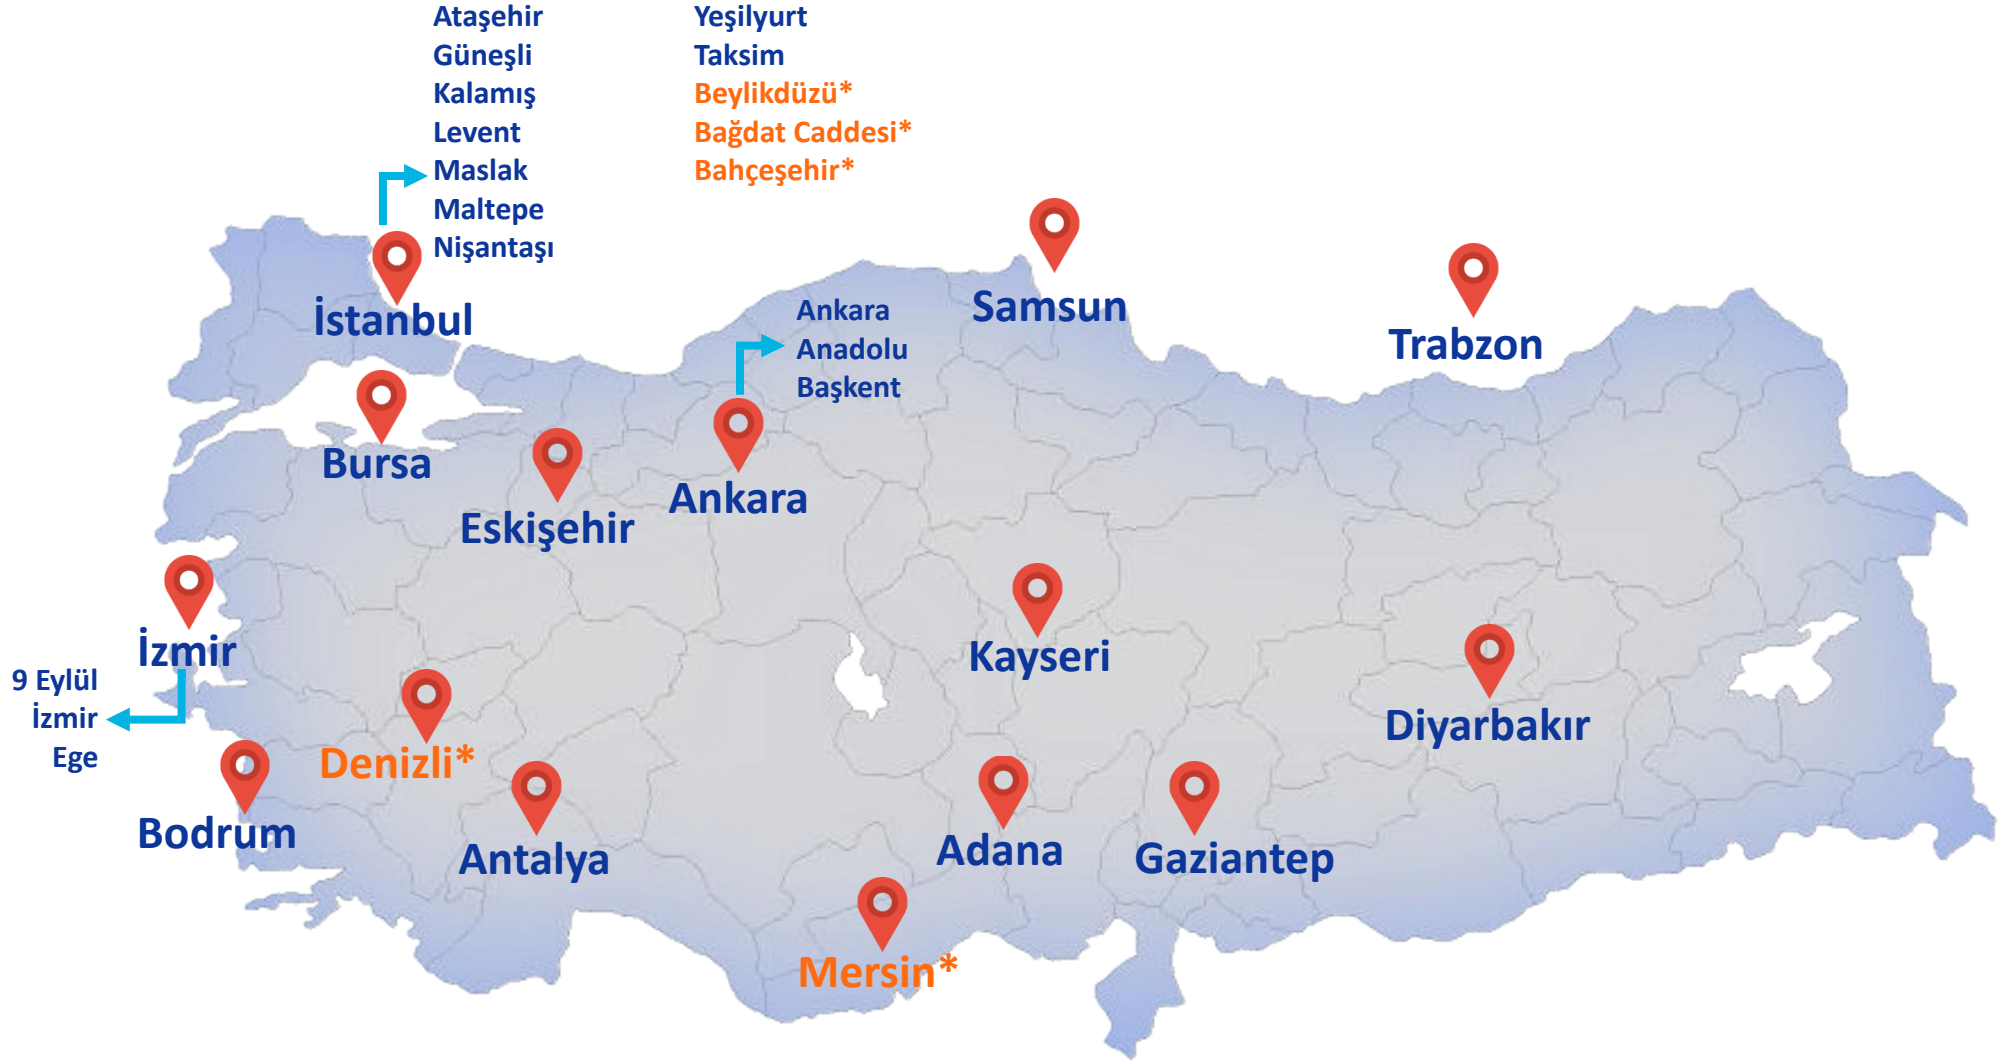 Ataşehir
Güneşli
Kalamış
Levent
Maslak
Maltepe
Nişantaşı
Yeşilyurt
Taksim
Beylikdüzü*
Bağdat Caddesi*
Bahçeşehir*
İstanbul
Samsun
Trabzon
Ankara
Anadolu
Başkent
Bursa
Eskişehir
Ankara
İzmir
9 Eylül
İzmir
Ege
Kayseri
Diyarbakır
Denizli*
Bodrum
Antalya
Adana
Gaziantep
Mersin*